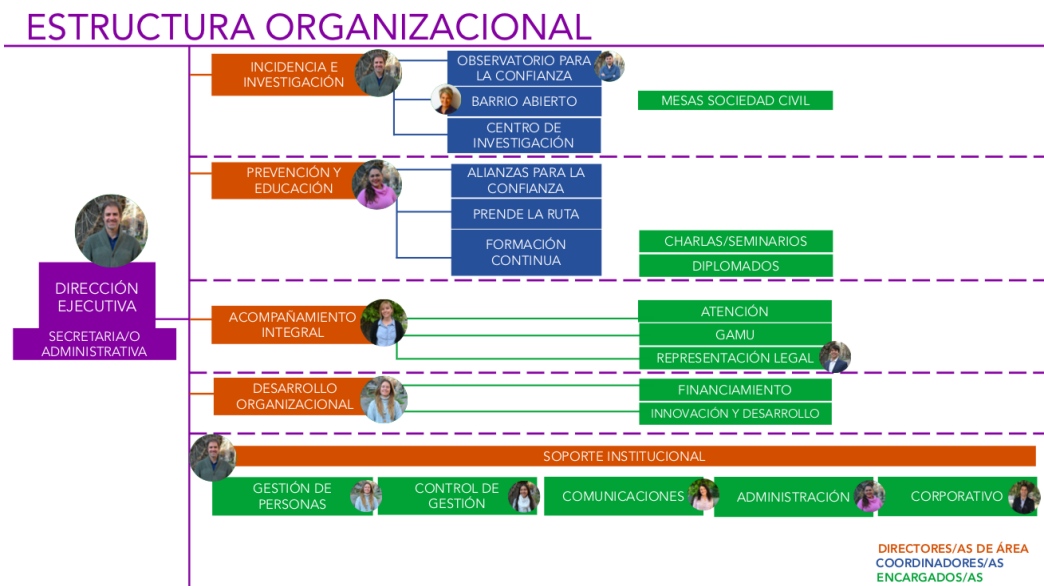 ESTRUCTURA ORGANIZACIONAL
INCIDENCIA E
INVESTIGACIÓN
OBSERVATORIO PARA
LA CONFIANZA
BARRIO ABIERTO
MESAS SOCIEDAD CIVIL
CENTRO DE
INVESTIGACIÓN
PREVENCIÓN Y
EDUCACIÓN
ALIANZAS PARA LA
CONFIANZA
PRENDE LA RUTA
FORMACIÓN
CONTINUA
CHARLAS/SEMINARIOS
DIPLOMADOS
DIRECCIÓN
EJECUTIVA
SECRETARIA/O
ADMINISTRATIVA
ACOMPAÑAMIENTO
INTEGRAL
ATENCIÓN
GAMU
REPRESENTACIÓN LEGAL
DESARROLLO
ORGANIZACIONAL
FINANCIAMIENTO
INNOVACIÓN Y DESARROLLO
SOPORTE INSTITUCIONAL
GESTIÓN DE
PERSONAS
CONTROL DE
GESTIÓN
COMUNICACIONES
ADMINISTRACIÓN
CORPORATIVO
DIRECTORES/AS DE ÁREA
COORDINADORES/AS
ENCARGADOS/AS